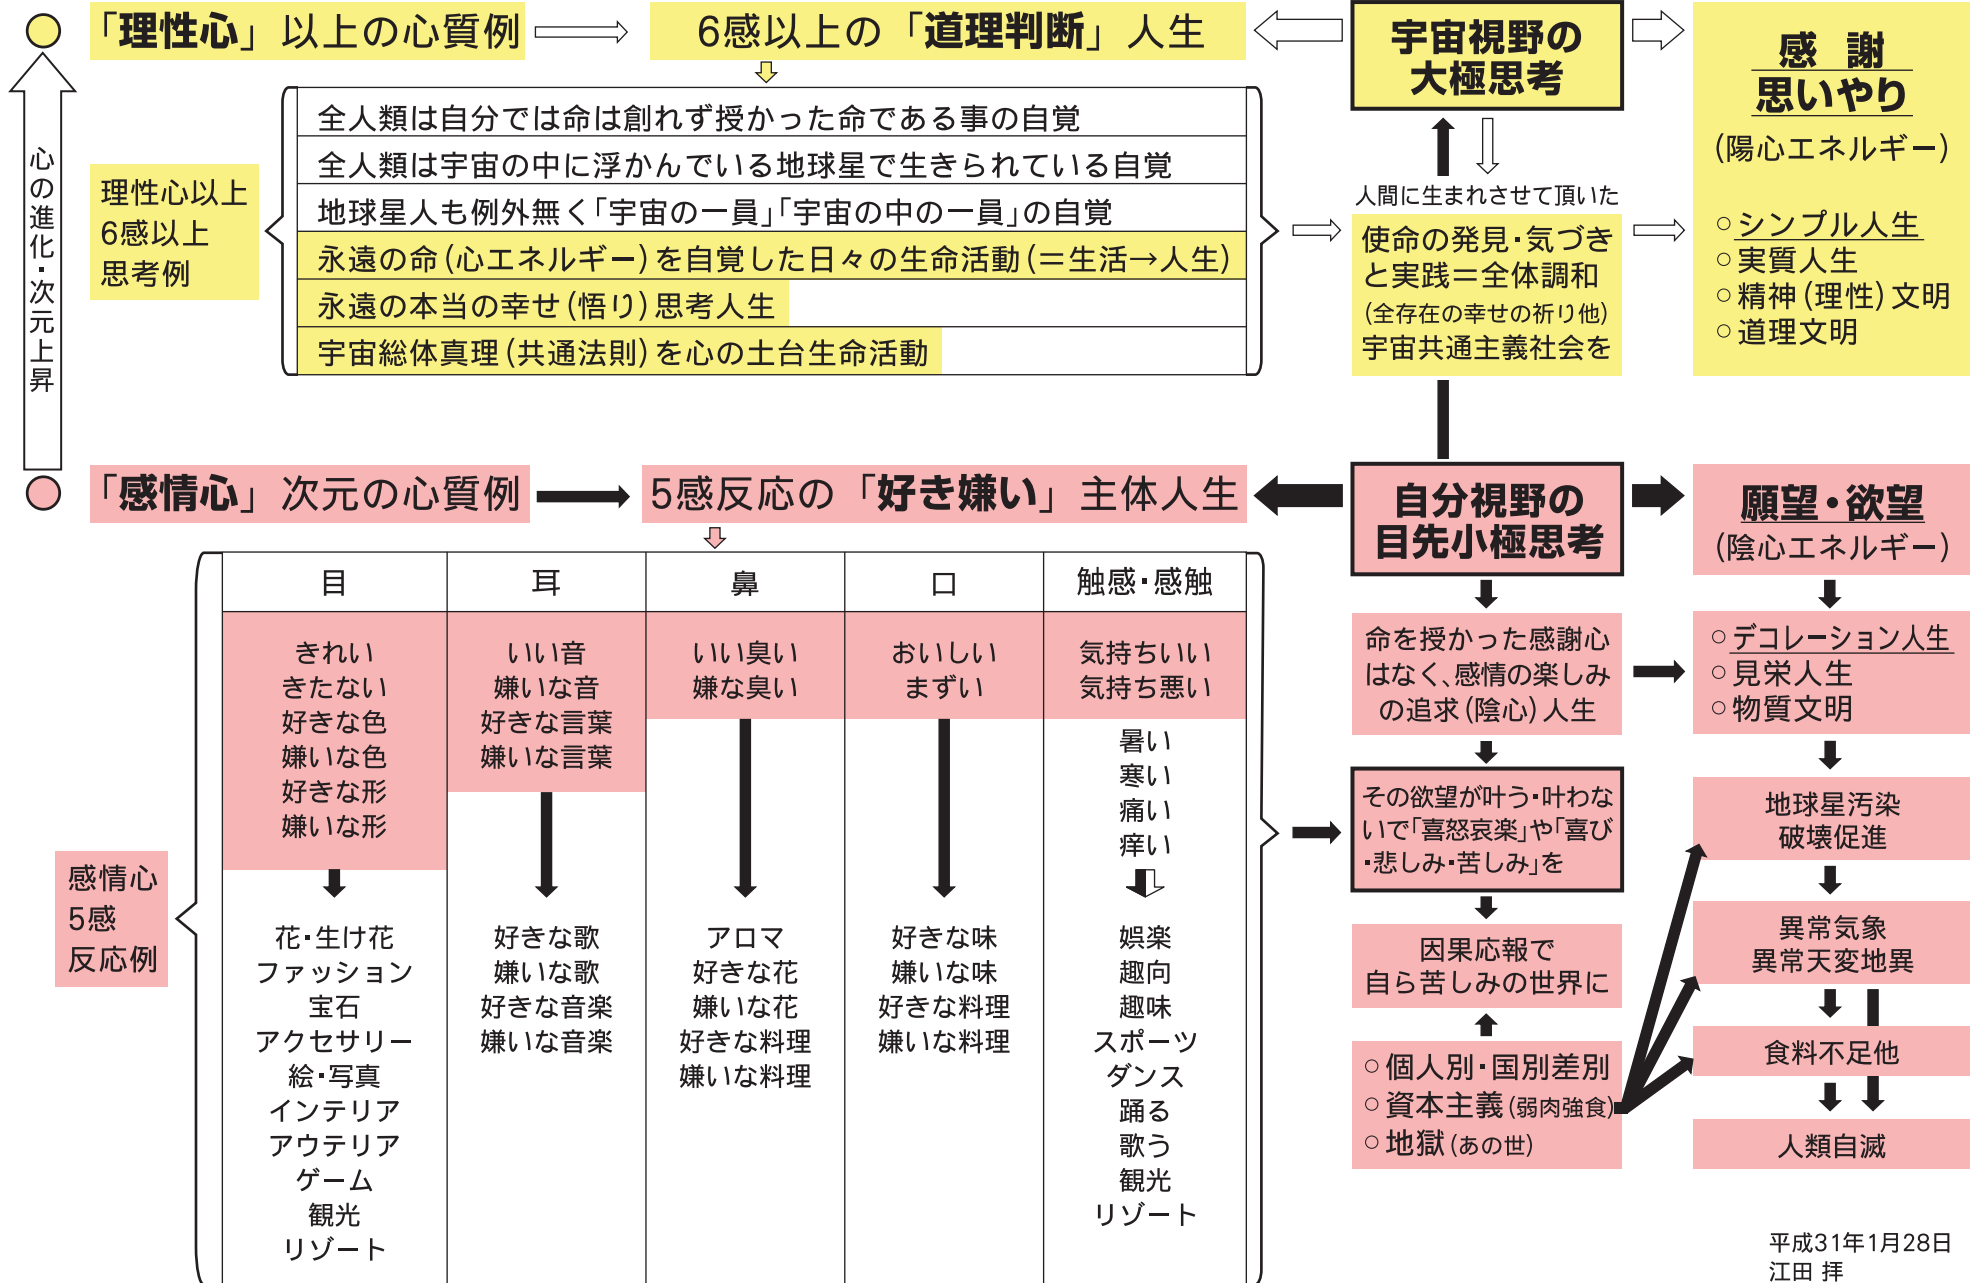 「理性心」以上の心質例
6感以上の「道理判断」人生
宇宙視野の
大極思考
感 謝
思いやり
(陽心エネルギー)
○シンプル人生
○実質人生
○精神(理性)文明
○道理文明
心の進化・次元上昇
理性心以上
6感以上
思考例
全人類は自分では命は創れず授かった命である事の自覚
全人類は宇宙の中に浮かんでいる地球星で生きられている自覚
地球星人も例外無く「宇宙の一員」「宇宙の中の一員」の自覚
永遠の命(心エネルギー)を自覚した日々の生命活動(=生活→人生)
永遠の本当の幸せ(悟り)思考人生
宇宙総体真理(共通法則)を心の土台生命活動
人間に生まれさせて頂いた
使命の発見・気づき
と実践=全体調和
(全存在の幸せの祈り他)
宇宙共通主義社会を
「感情心」次元の心質例
5感反応の「好き嫌い」主体人生
自分視野の
目先小極思考
願望・欲望
(陰心エネルギー)
感情心
5感
反応例
目
きれい
きたない
好きな色
嫌いな色
好きな形
嫌いな形
花・生け花
ファッション
宝石
アクセサリー
絵・写真
インテリア
アウテリア
ゲーム
観光
リゾート
耳
いい音
嫌いな音
好きな言葉
嫌いな言葉
好きな歌
嫌いな歌
好きな音楽
嫌いな音楽
鼻
いい臭い
嫌な臭い
アロマ
好きな花
嫌いな花
好きな料理
嫌いな料理
口
おいしい
まずい
好きな味
嫌いな味
好きな料理
嫌いな料理
触感・感触
気持ちいい
気持ち悪い
暑い
寒い
痛い
痒い
娯楽
趣向
趣味
スポーツ
ダンス
踊る
歌う
観光
リゾート
命を授かった感謝心
はなく、感情の楽しみ
の追求(陰心)人生
その欲望が叶う・叶わな
いで「喜怒哀楽」や「喜び
・悲しみ・苦しみ」を
因果応報で
自ら苦しみの世界に
○個人別・国別差別
○資本主義(弱肉強食)
○地獄(あの世)
○デコレーション人生
○見栄人生
○物質文明
地球星汚染
破壊促進
異常気象
異常天変地異
食料不足他
人類自滅
平成31年1月28日
江田 拝